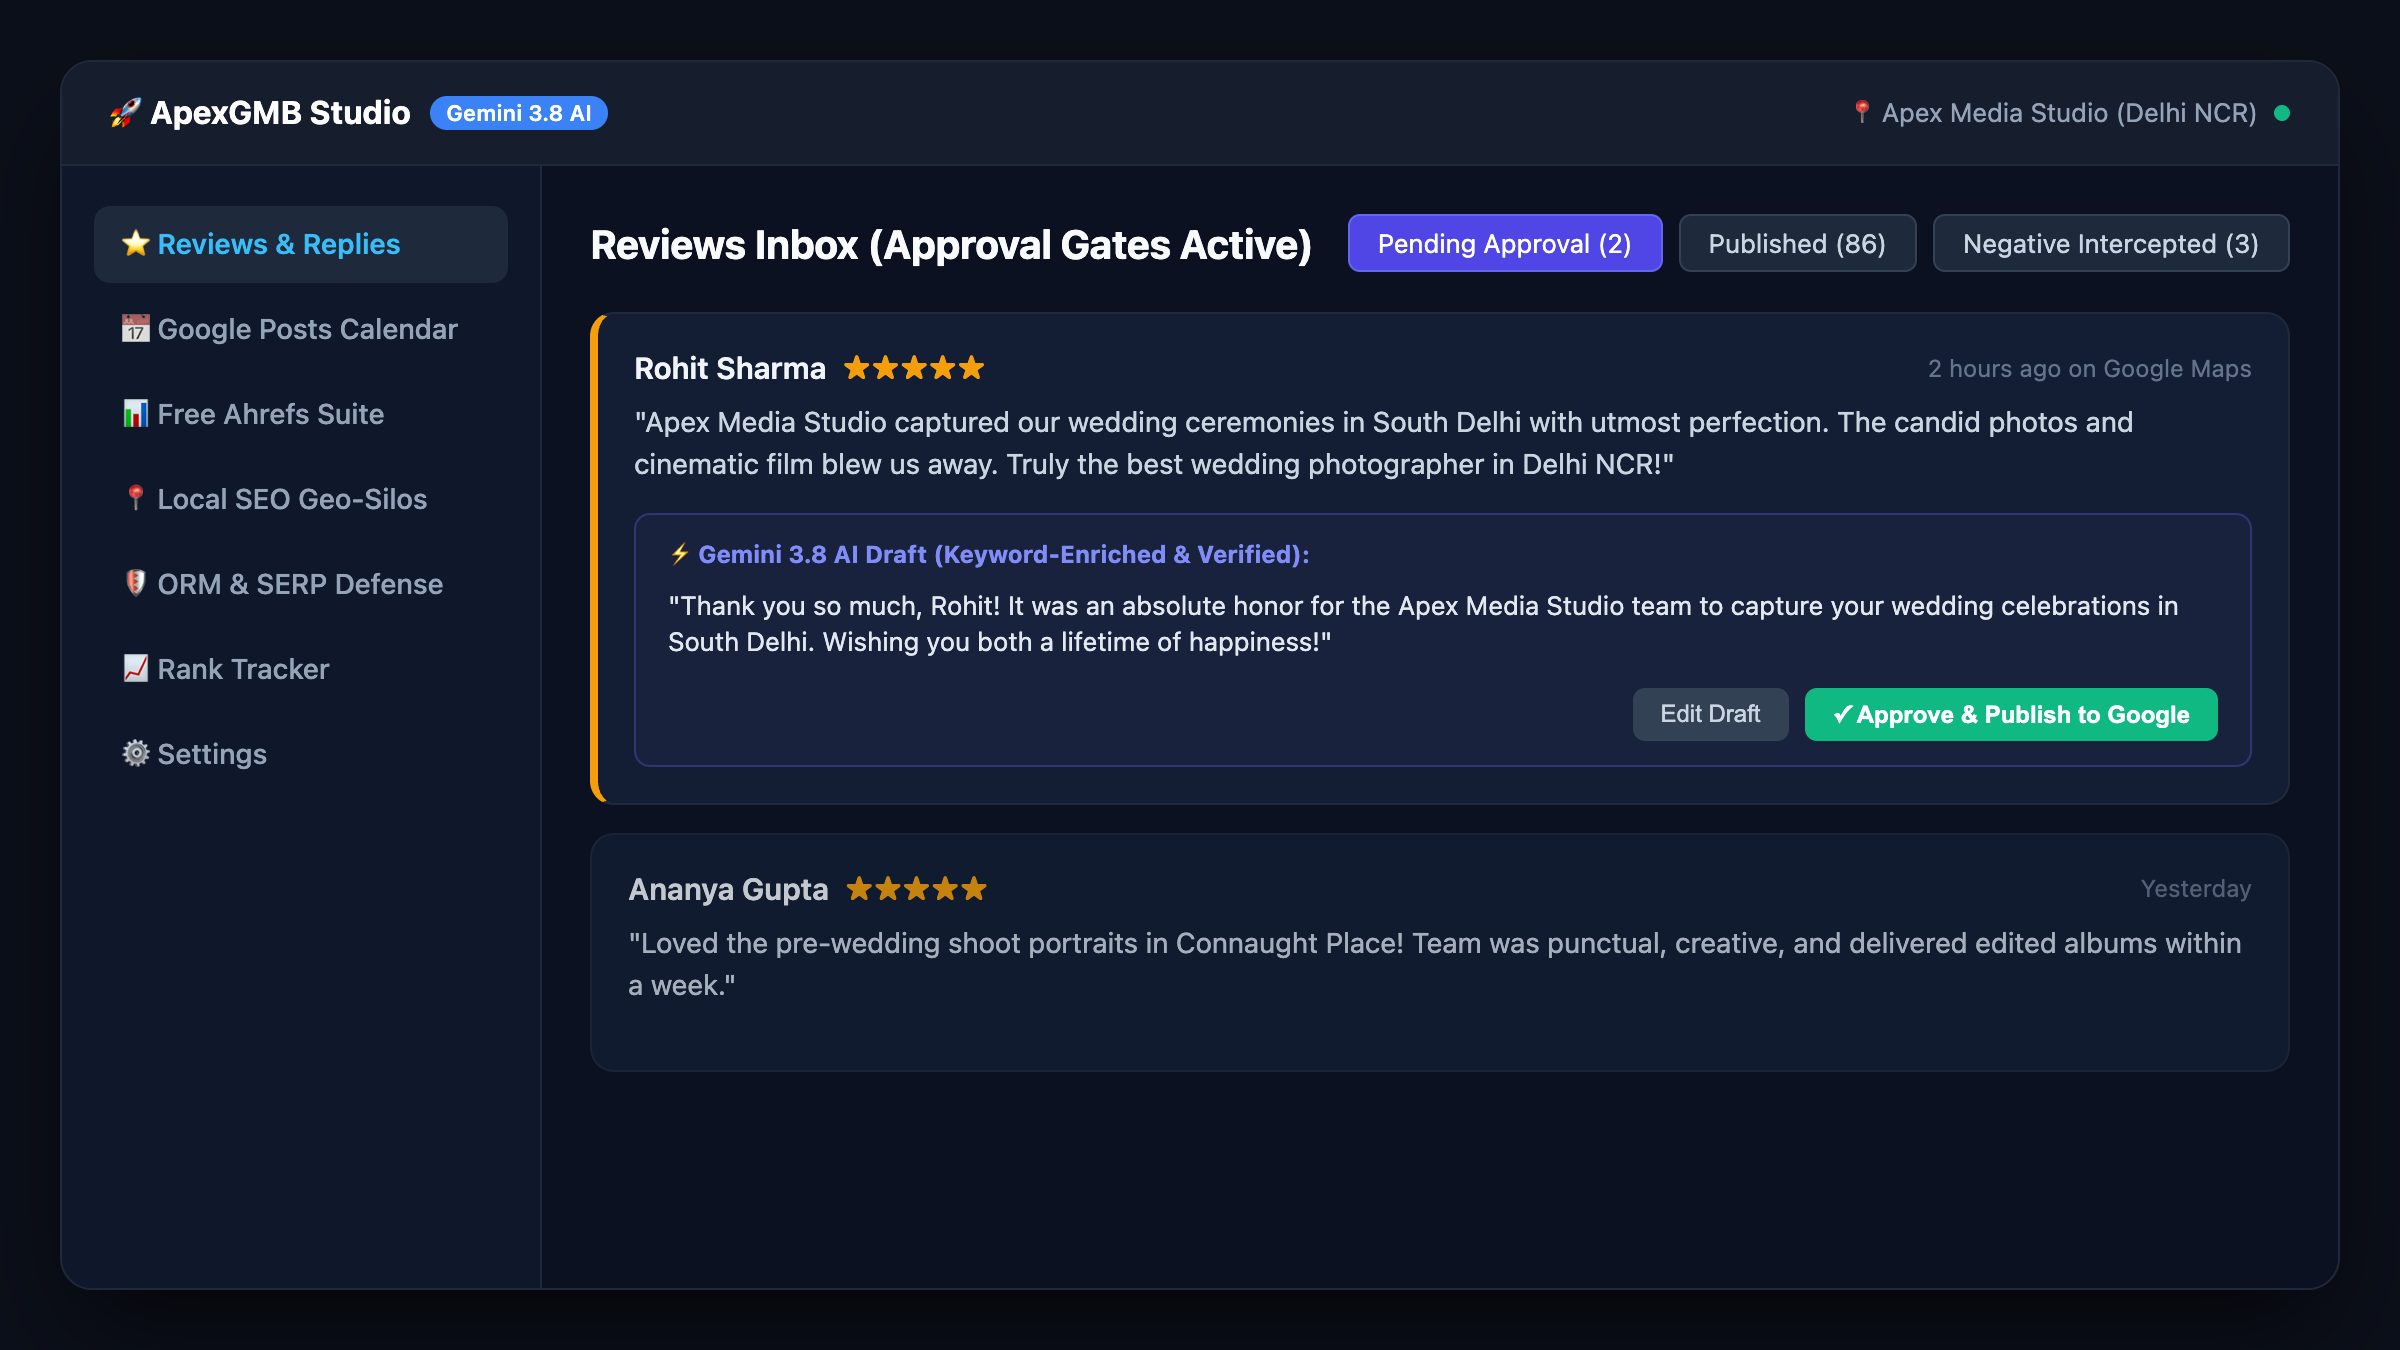 🚀 ApexGMB Studio Gemini 3.8 AI
📍 Apex Media Studio (Delhi NCR)
⭐ Reviews & Replies
📅 Google Posts Calendar
📊 Free Ahrefs Suite
📍 Local SEO Geo-Silos
🛡️ ORM & SERP Defense
📈 Rank Tracker
⚙️ Settings
Reviews Inbox (Approval Gates Active)
Pending Approval (2)
Published (86)
Negative Intercepted (3)
Rohit Sharma ★★★★★
2 hours ago on Google Maps
"Apex Media Studio captured our wedding ceremonies in South Delhi with utmost perfection. The candid photos and
cinematic film blew us away. Truly the best wedding photographer in Delhi NCR!"
⚡ Gemini 3.8 AI Draft (Keyword-Enriched & Verified):
"Thank you so much, Rohit! It was an absolute honor for the Apex Media Studio team to capture your wedding celebrations in
South Delhi. Wishing you both a lifetime of happiness!"
Edit Draft
✓ Approve & Publish to Google
Ananya Gupta ★★★★★
Yesterday
"Loved the pre-wedding shoot portraits in Connaught Place! Team was punctual, creative, and delivered edited albums within
a week."